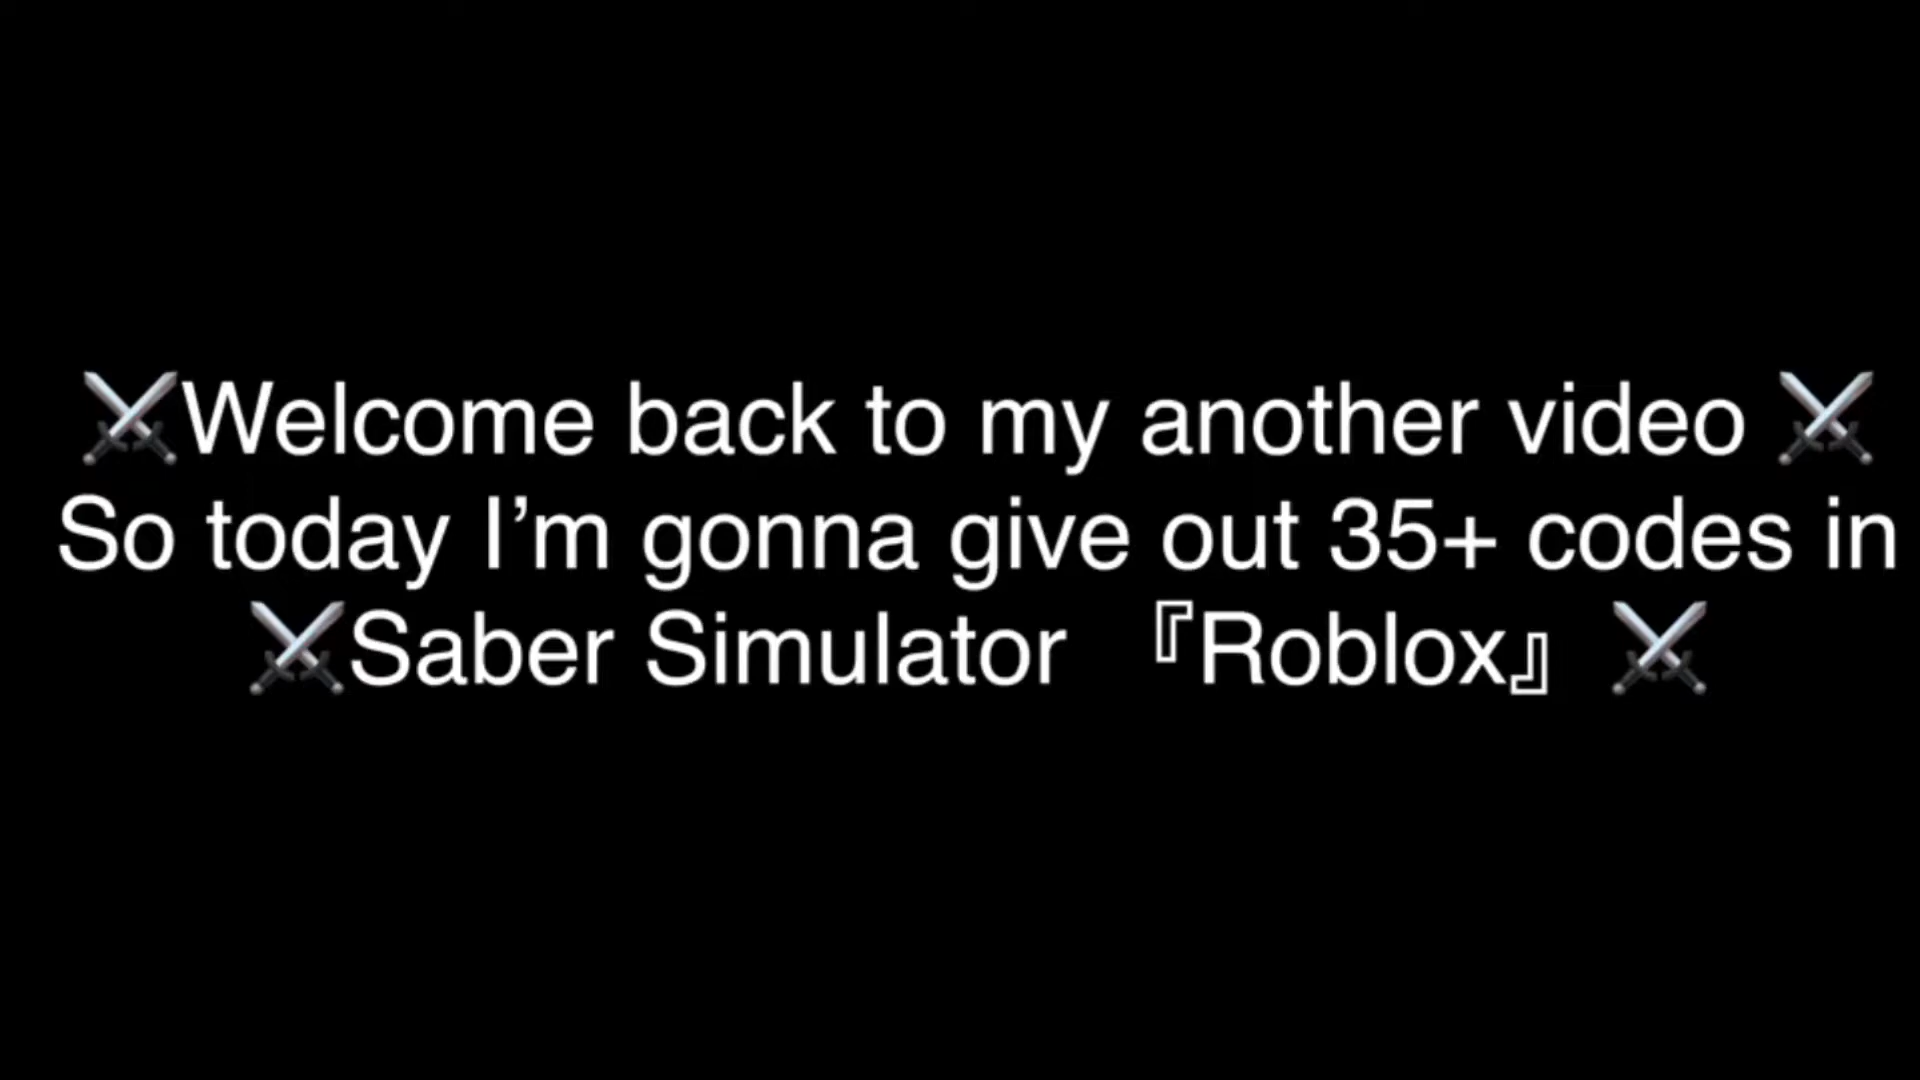 ⚔️Welcome back to my another video ⚔️
So today I’m gonna give out 35+ codes in
⚔️Saber Simulator 『Roblox』 ⚔️